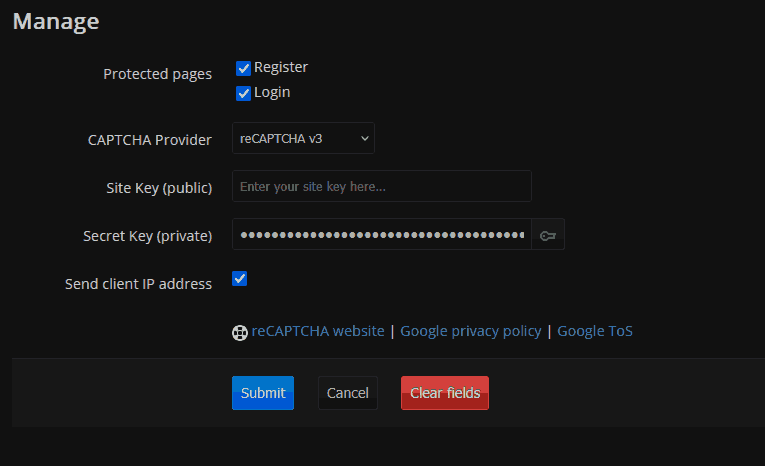 Manage
Protected pages
Register
Login
CAPTCHA Provider
reCAPTCHA v3
Site Key (public)
Enter your site key here...
Secret Key (private)
Send client IP address
reCAPTCHA website | Google privacy policy | Google ToS
Submit
Cancel
Clear fields